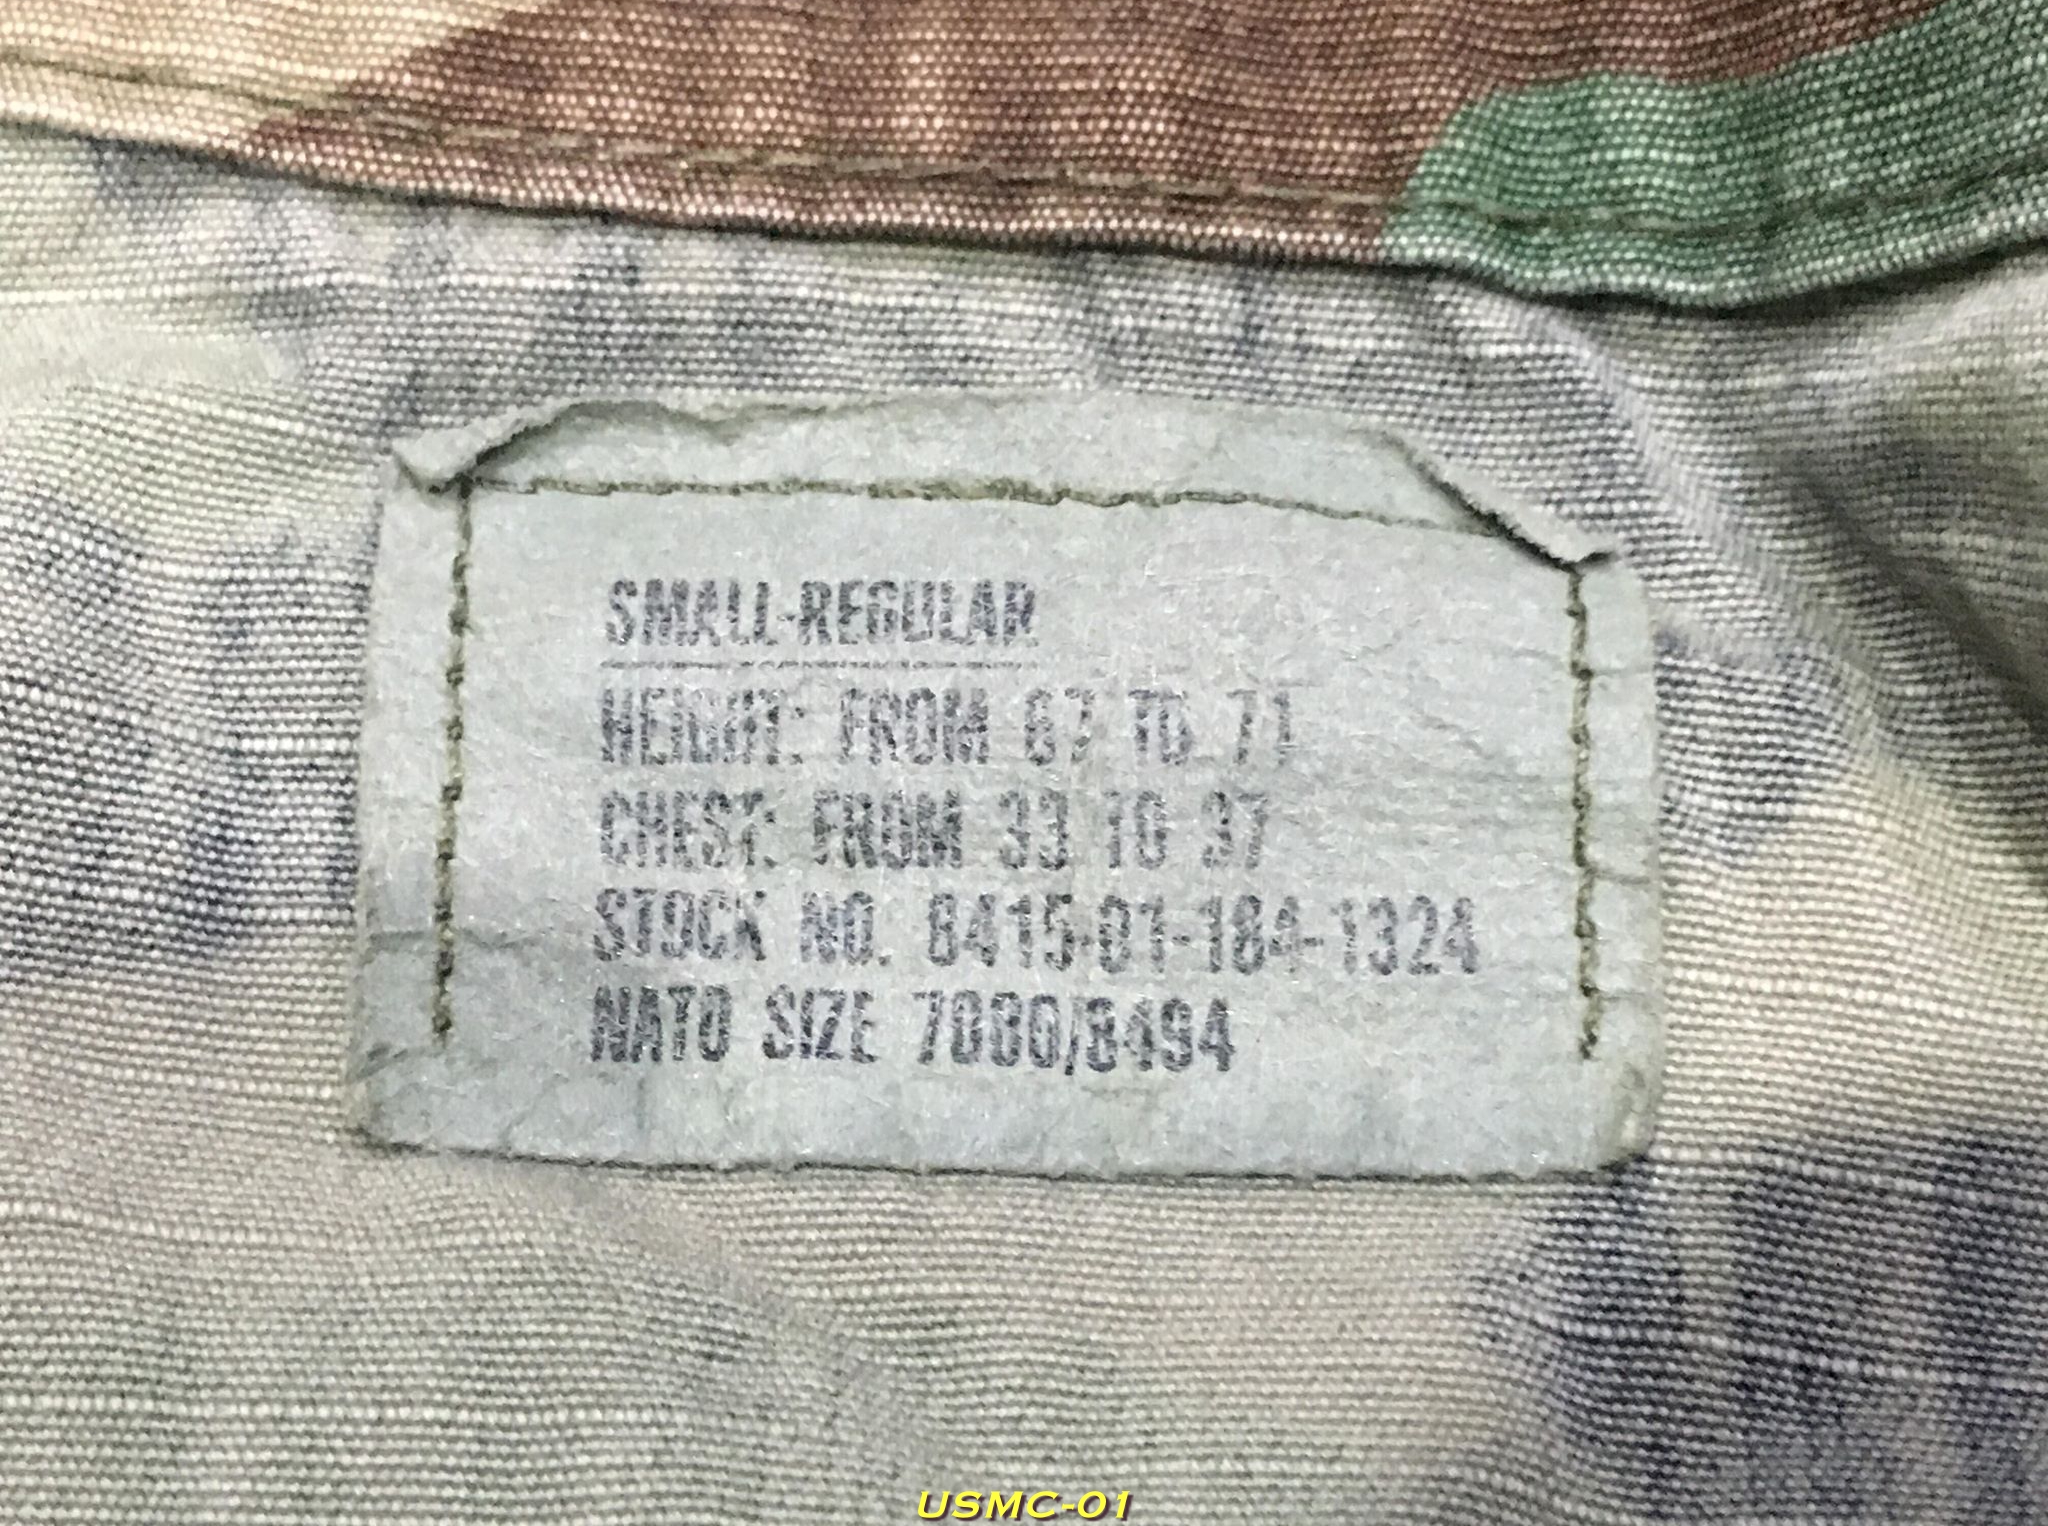 SMALL-REGULAR
HEIGHT: FROM 67 TO 71
CHEST: FROM 33 TO 37
STOCK NO. 8415-01-184-1324
NATO SIZE 7080/8494
USMC-01